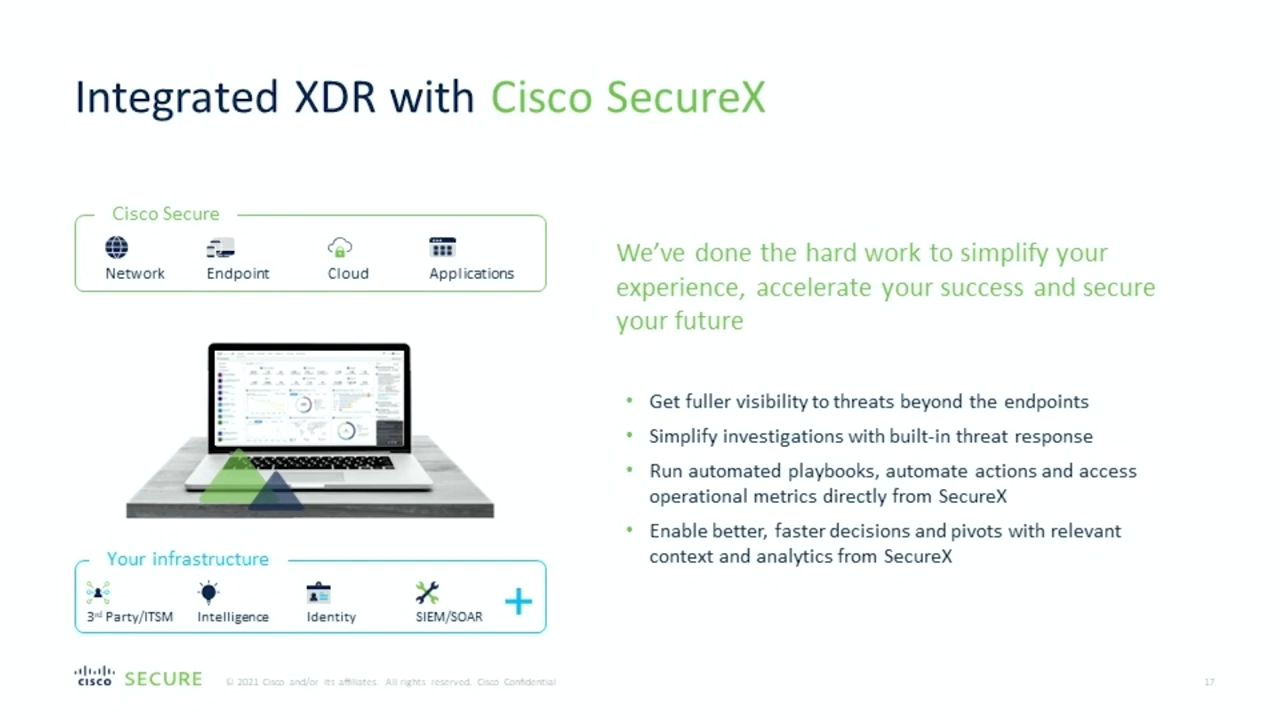 Integrated XDR with Cisco SecureX
Cisco Secure
Network Endpoint Cloud Applications
We've done the hard work to simplify your
experience, accelerate your success and secure
your future
Get fuller visibility to threats beyond the endpoints
Simplify investigations with built-in threat response
Run automated playbooks, automate actions and access
operational metrics directly from SecureX
Enable better, faster decisions and pivots with relevant
context and analytics from SecureX
Your infrastructure
3rd Party/ITSM Intelligence Identity SIEM/SOAR
CISCO SECURE © 2021 Cisco and/or its affiliates. All rights reserved. Cisco Confidential 17